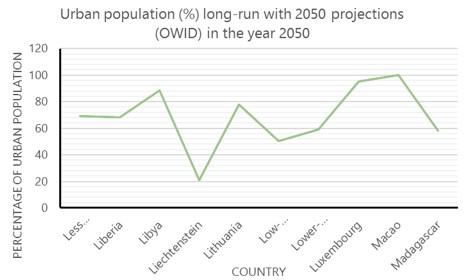 Urban population (%) long-run with 2050 projections
(OWID) in the year 2050
PERCENTAGE OF URBAN POPULATION
120
100
80
60
40
20
0
Less...
Liberia
Libya
Liechtenstein
Lithuania
Low-...
Lower-...
Luxembourg
Macao
Madagascar
COUNTRY